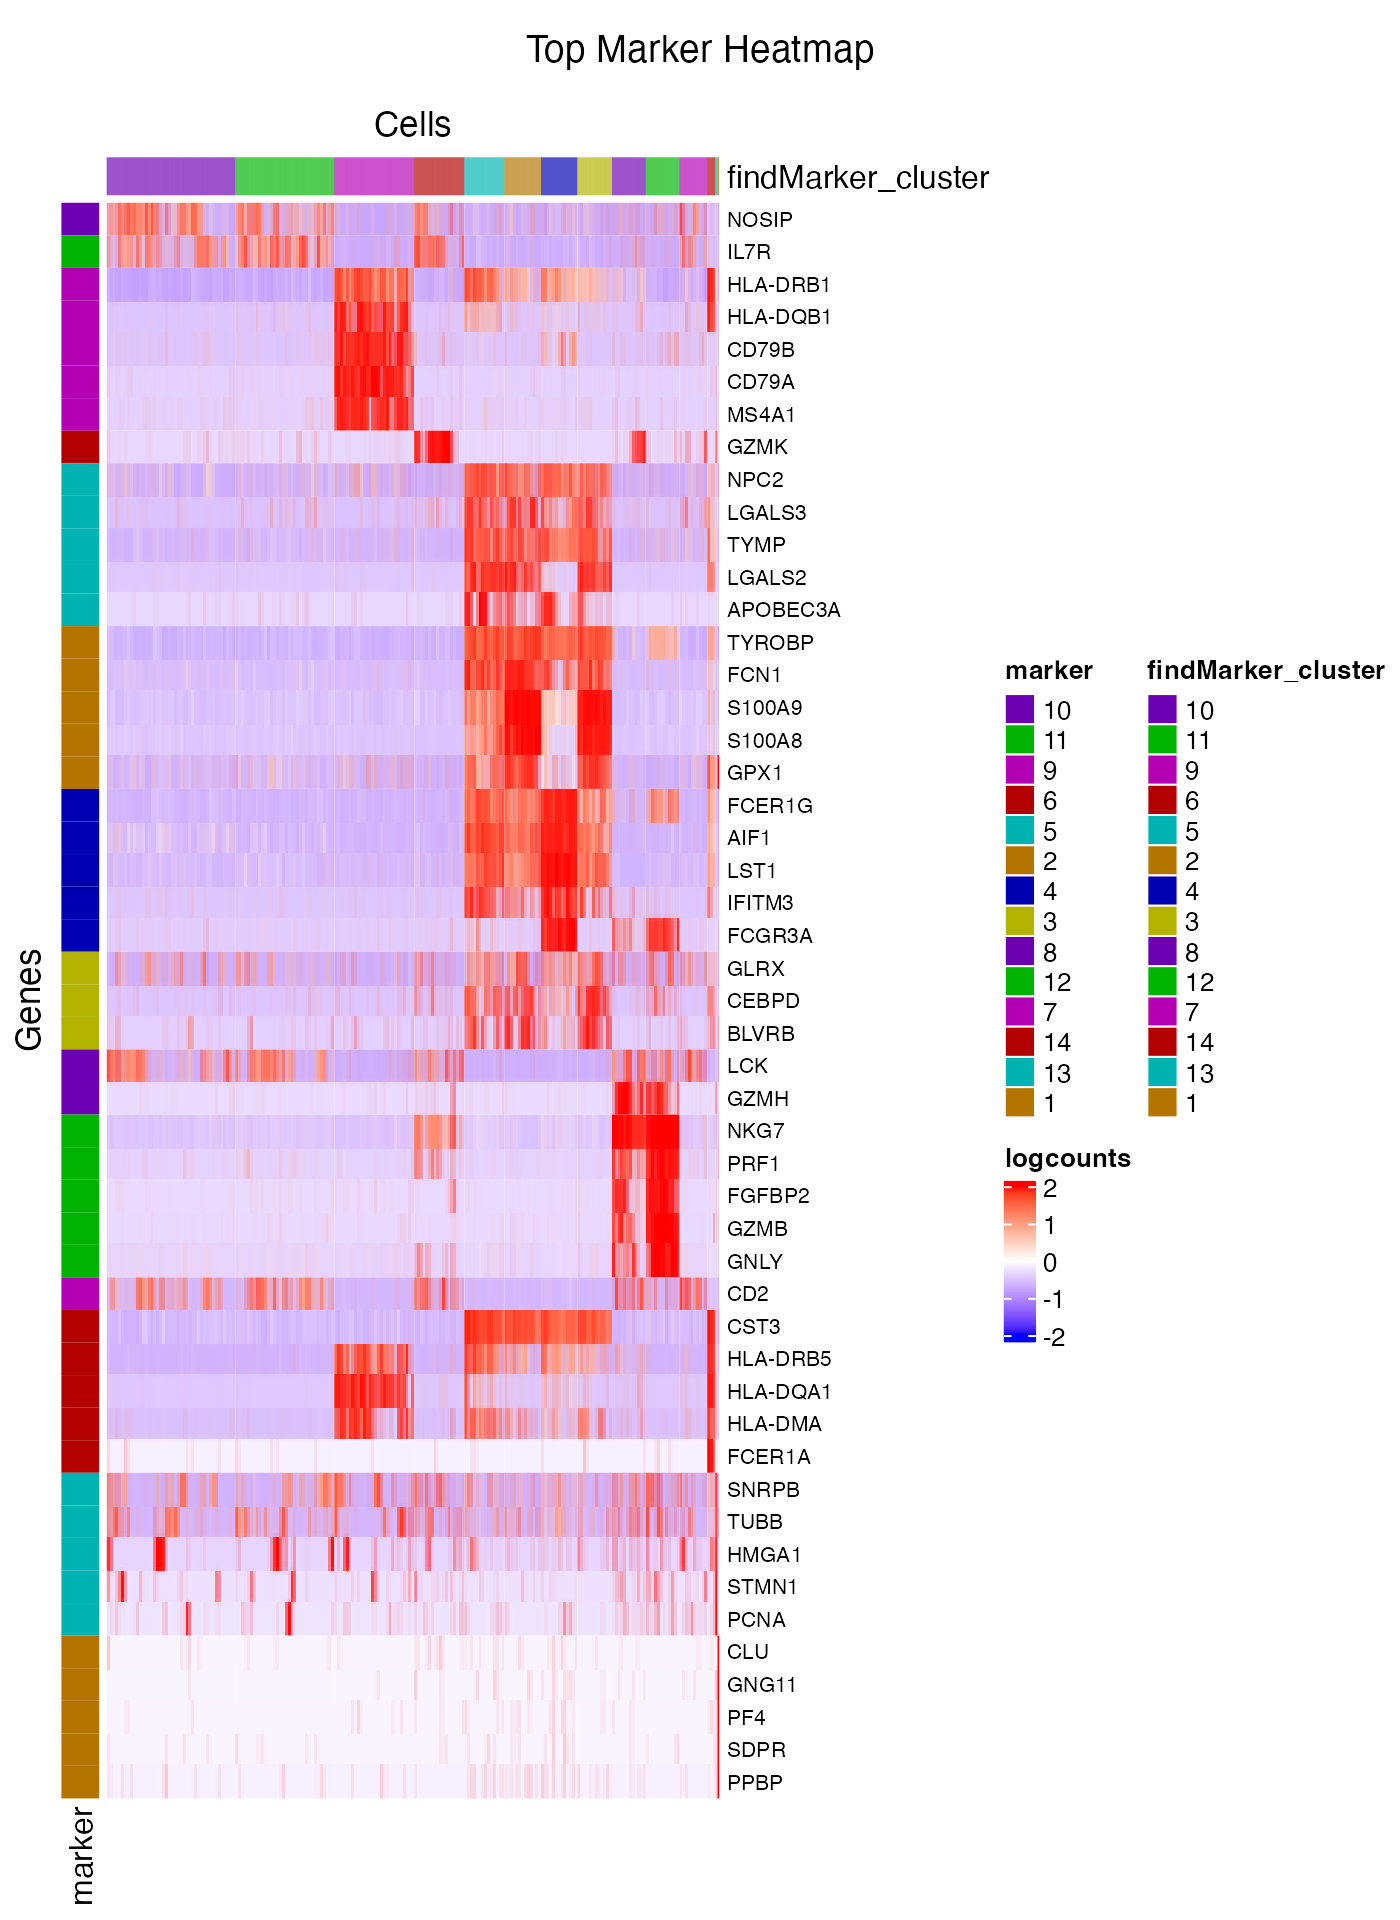 Top Marker Heatmap
Cells
findMarker_cluster
NOSIP
IL7R
HLA-DRB1
HLA-DQB1
CD79B
CD79A
MS4A1
GZMK
NPC2
LGALS3
TYMP
LGALS2
APOBEC3A
TYROBP
FCN1
S100A9
S100A8
GPX1
FCER1G
AIF1
LST1
IFITM3
FCGR3A
GLRX
CEBPD
BLVRB
LCK
GZMH
NKG7
PRF1
FGFBP2
GZMB
GNLY
CD2
CST3
HLA-DRB5
HLA-DQA1
HLA-DMA
FCER1A
SNRPB
TUBB
HMGA1
STMN1
PCNA
CLU
GNG11
PF4
SDPR
PPBP
Genes
marker
marker
10
11
9
6
5
2
4
3
8
12
7
14
13
1
findMarker_cluster
10
11
9
6
5
2
4
3
8
12
7
14
13
1
logcounts
2
1
0
-1
-2